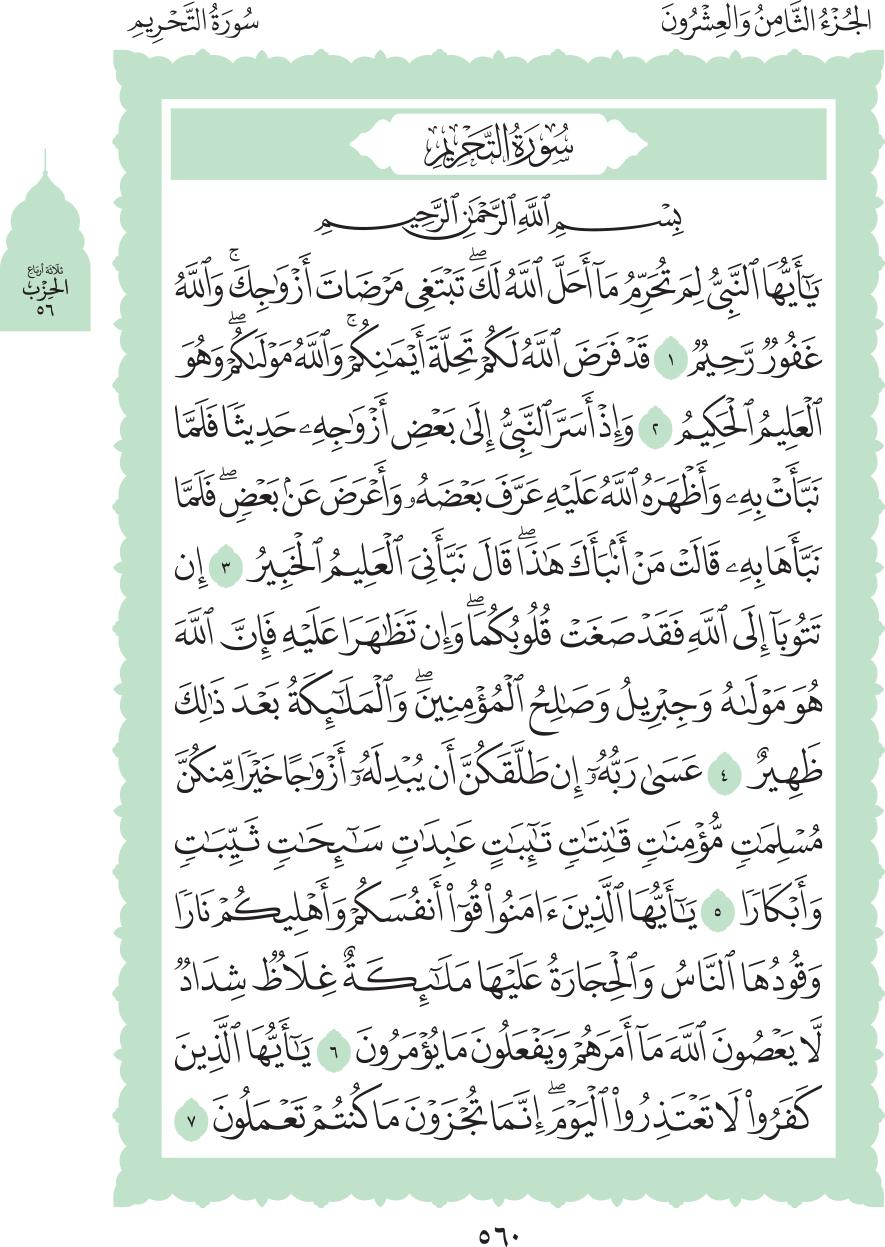 الجُزْءُ الثَّامِنُ وَالعِشْرُونَ
سُورَةُ التَّحْرِيمِ
سُورَةُ التَّحْرِيمِ
بِسْمِ ٱللَّهِ ٱلرَّحْمَٰنِ ٱلرَّحِيمِ
يَٰٓأَيُّهَا ٱلنَّبِيُّ لِمَ تُحَرِّمُ مَآ أَحَلَّ ٱللَّهُ لَكَۖ تَبْتَغِي مَرْضَاتَ أَزْوَٰجِكَۚ وَٱللَّهُ
غَفُورٌ رَّحِيمٌ ١ قَدْ فَرَضَ ٱللَّهُ لَكُمْ تَحِلَّةَ أَيْمَٰنِكُمْۚ وَٱللَّهُ مَوْلَىٰكُمْۖ وَهُوَ
ٱلْعَلِيمُ ٱلْحَكِيمُ ٢ وَإِذْ أَسَرَّ ٱلنَّبِيُّ إِلَىٰ بَعْضِ أَزْوَٰجِهِۦ حَدِيثًا فَلَمَّا
نَبَّأَتْ بِهِۦ وَأَظْهَرَهُ ٱللَّهُ عَلَيْهِ عَرَّفَ بَعْضَهُۥ وَأَعْرَضَ عَنۢ بَعْضٍۖ فَلَمَّا
نَبَّأَهَا بِهِۦ قَالَتْ مَنْ أَنۢبَأَكَ هَٰذَاۖ قَالَ نَبَّأَنِيَ ٱلْعَلِيمُ ٱلْخَبِيرُ ٣ إِن
تَتُوبَآ إِلَى ٱللَّهِ فَقَدْ صَغَتْ قُلُوبُكُمَاۖ وَإِن تَظَٰهَرَا عَلَيْهِ فَإِنَّ ٱللَّهَ
هُوَ مَوْلَىٰهُ وَجِبْرِيلُ وَصَٰلِحُ ٱلْمُؤْمِنِينَۖ وَٱلْمَلَٰٓئِكَةُ بَعْدَ ذَٰلِكَ
ظَهِيرٌ ٤ عَسَىٰ رَبُّهُۥٓ إِن طَلَّقَكُنَّ أَن يُبْدِلَهُۥٓ أَزْوَٰجًا خَيْرًا مِّنكُنَّ
مُسْلِمَٰتٍ مُّؤْمِنَٰتٍ قَٰنِتَٰتٍ تَٰٓئِبَٰتٍ عَٰبِدَٰتٍ سَٰٓئِحَٰتٍ ثَيِّبَٰتٍ
وَأَبْكَارًا ٥ يَٰٓأَيُّهَا ٱلَّذِينَ ءَامَنُواْ قُوٓاْ أَنفُسَكُمْ وَأَهْلِيكُمْ نَارًا
وَقُودُهَا ٱلنَّاسُ وَٱلْحِجَارَةُ عَلَيْهَا مَلَٰٓئِكَةٌ غِلَاظٌ شِدَادٌ
لَّا يَعْصُونَ ٱللَّهَ مَآ أَمَرَهُمْ وَيَفْعَلُونَ مَا يُؤْمَرُونَ ٦ يَٰٓأَيُّهَا ٱلَّذِينَ
كَفَرُواْ لَا تَعْتَذِرُواْ ٱلْيَوْمَۖ إِنَّمَا تُجْزَوْنَ مَا كُنتُمْ تَعْمَلُونَ ٧
ثَلَاثَةُ أَرْبَاعِ
الحِزْبِ
٥٦
٥٦٠